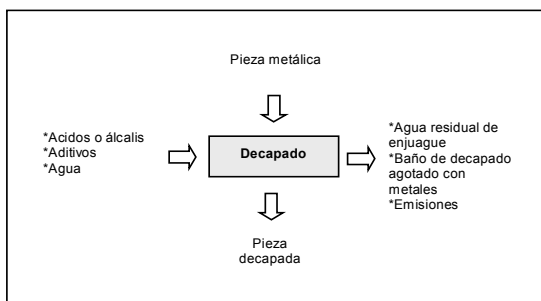 Pieza metálica
*Acidos o álcalis
*Aditivos
*Agua
Decapado
*Agua residual de
enjuague
*Baño de decapado
agotado con
metales
*Emisiones
Pieza
decapada